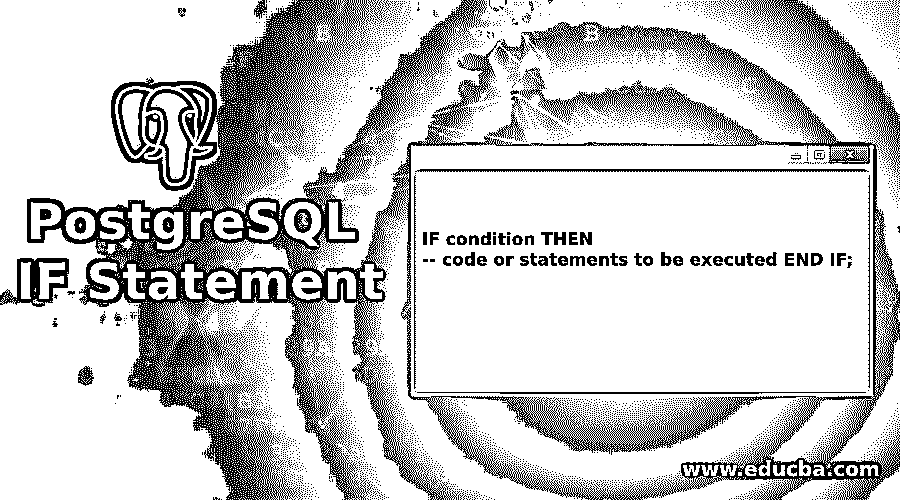 PostgreSQL
IF Statement
IF condition THEN
-- code or statements to be executed END IF;
www.educba.com